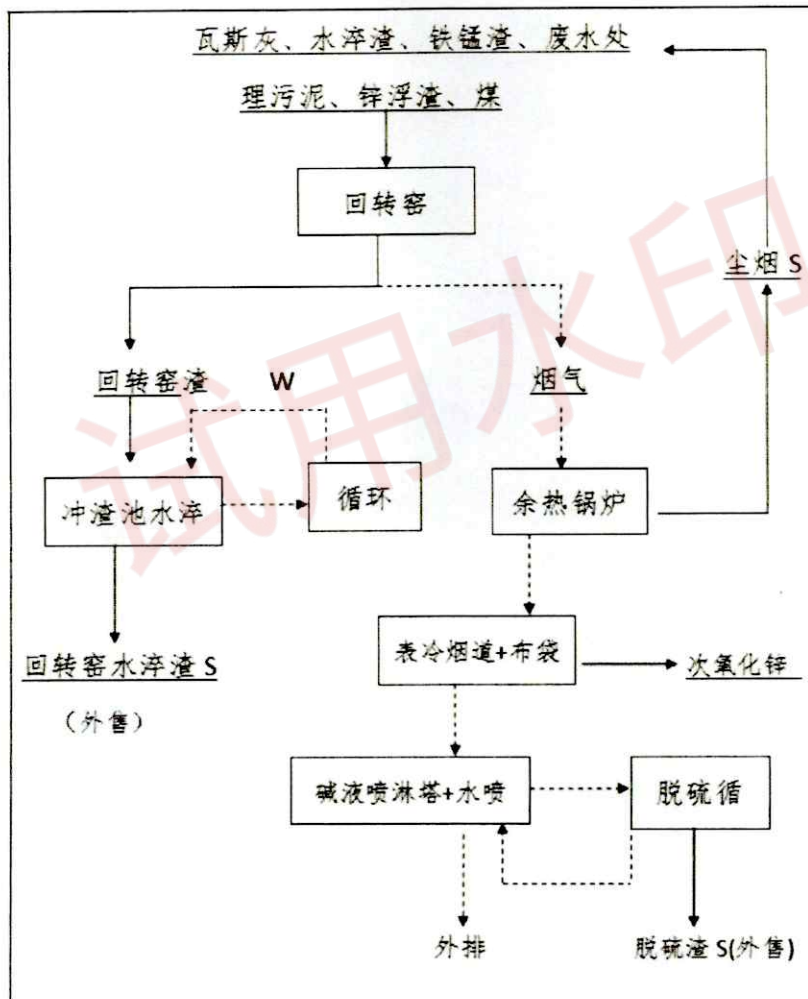 瓦斯灰、水淬渣、铁锰渣、废水处
理污泥、锌浮渣、煤
回转窑
尘烟 S
回转窑渣
W
烟气
冲渣池水淬
循环
余热锅炉
回转窑水淬渣 S
（外售）
表冷烟道+布袋
次氧化锌
碱液喷淋塔+水喷
脱硫循
外排
脱硫渣 S(外售)
试用水印